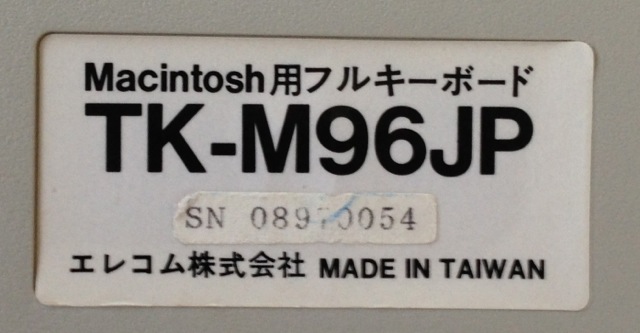 Macintosh用フルキーボード
TK-M96JP
SN 08970054
エレコム株式会社 MADE IN TAIWAN